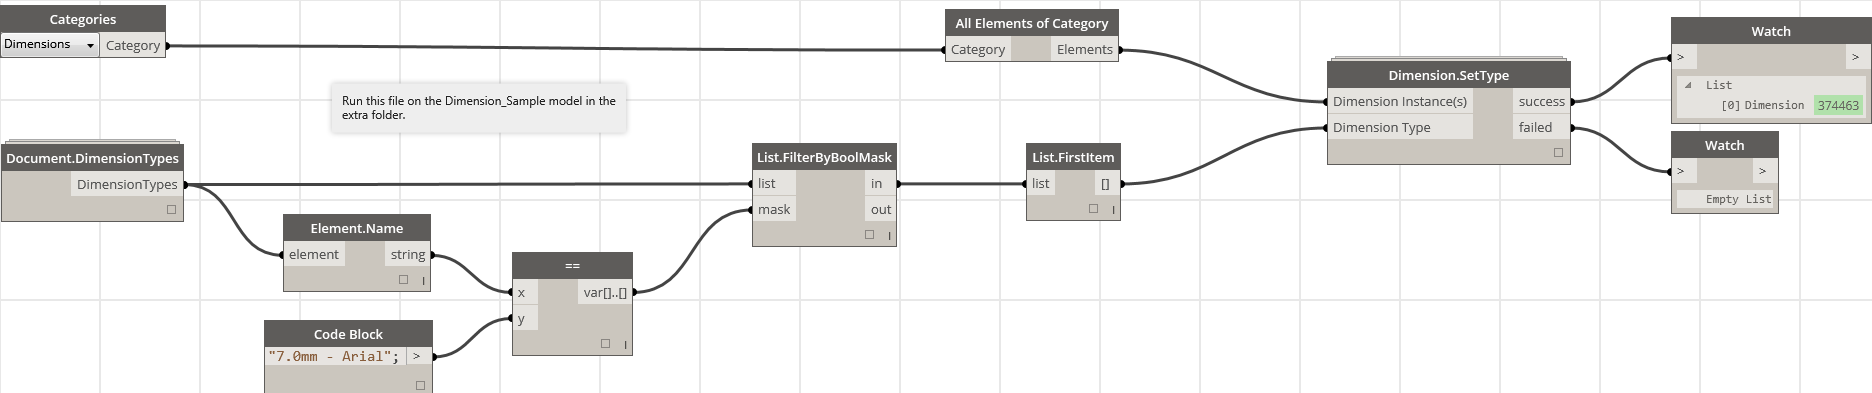 Categories
Dimensions
Category
All Elements of Category
Category
Elements
Run this file on the Dimension_Sample model in the
extra folder.
Document.DimensionTypes
DimensionTypes
Element.Name
element
string
Code Block
"7.0mm - Arial";
>
==
x
var[]..[]
y
List.FilterByBoolMask
list
in
mask
out
List.FirstItem
list
[]
Dimension.SetType
Dimension Instance(s)
success
Dimension Type
failed
Watch
>
>
List
[0] Dimension 374463
Watch
>
>
Empty List